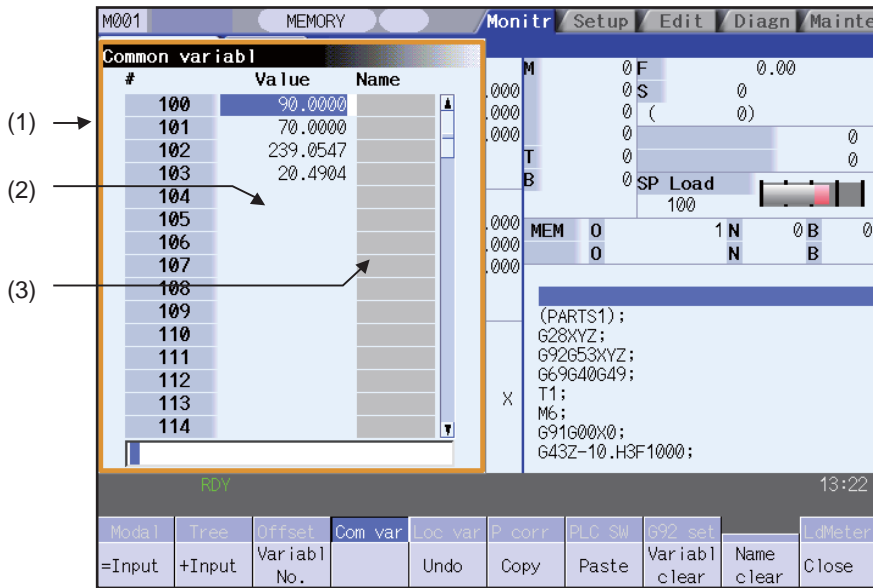 M001 MEMORY Monitr Setup Edit Diagn Mainte
Common variabl
# Value Name
100 90.0000
101 70.0000
102 239.0547
103 20.4904
104
105
106
107
108
109
110
111
112
113
114
(1)
(2)
(3)
.000
.000
.000
.000
.000
.000
X
M 0 F 0.00
0 S 0
0 ( 0)
0 0
T 0 0
B 0 SP Load
100
MEM O 1 N 0 B 0
O N B
(PARTS1);
G28XYZ;
G92G53XYZ;
G69G40G49;
T1;
M6;
G91G00X0;
G43Z-10.H3F1000;
RDY 13:22
Modal Tree Offset Com var Loc var P corr PLC SW G92 set LdMeter
=Input +Input Variabl No. Undo Copy Paste Variabl clear Name clear Close